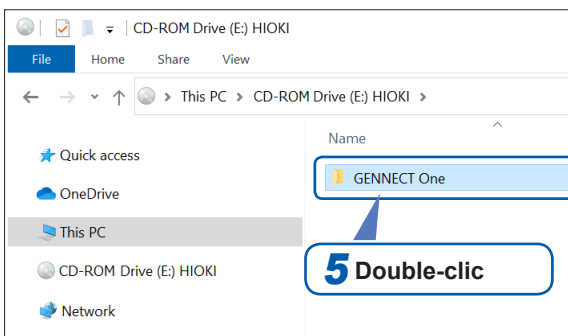 CD-ROM Drive (E:) HIOKI
File Home Share View
This PC > CD-ROM Drive (E:) HIOKI >
Name
Quick access
GENNECT One
OneDrive
This PC
5 Double-clic
CD-ROM Drive (E:) HIOKI
Network